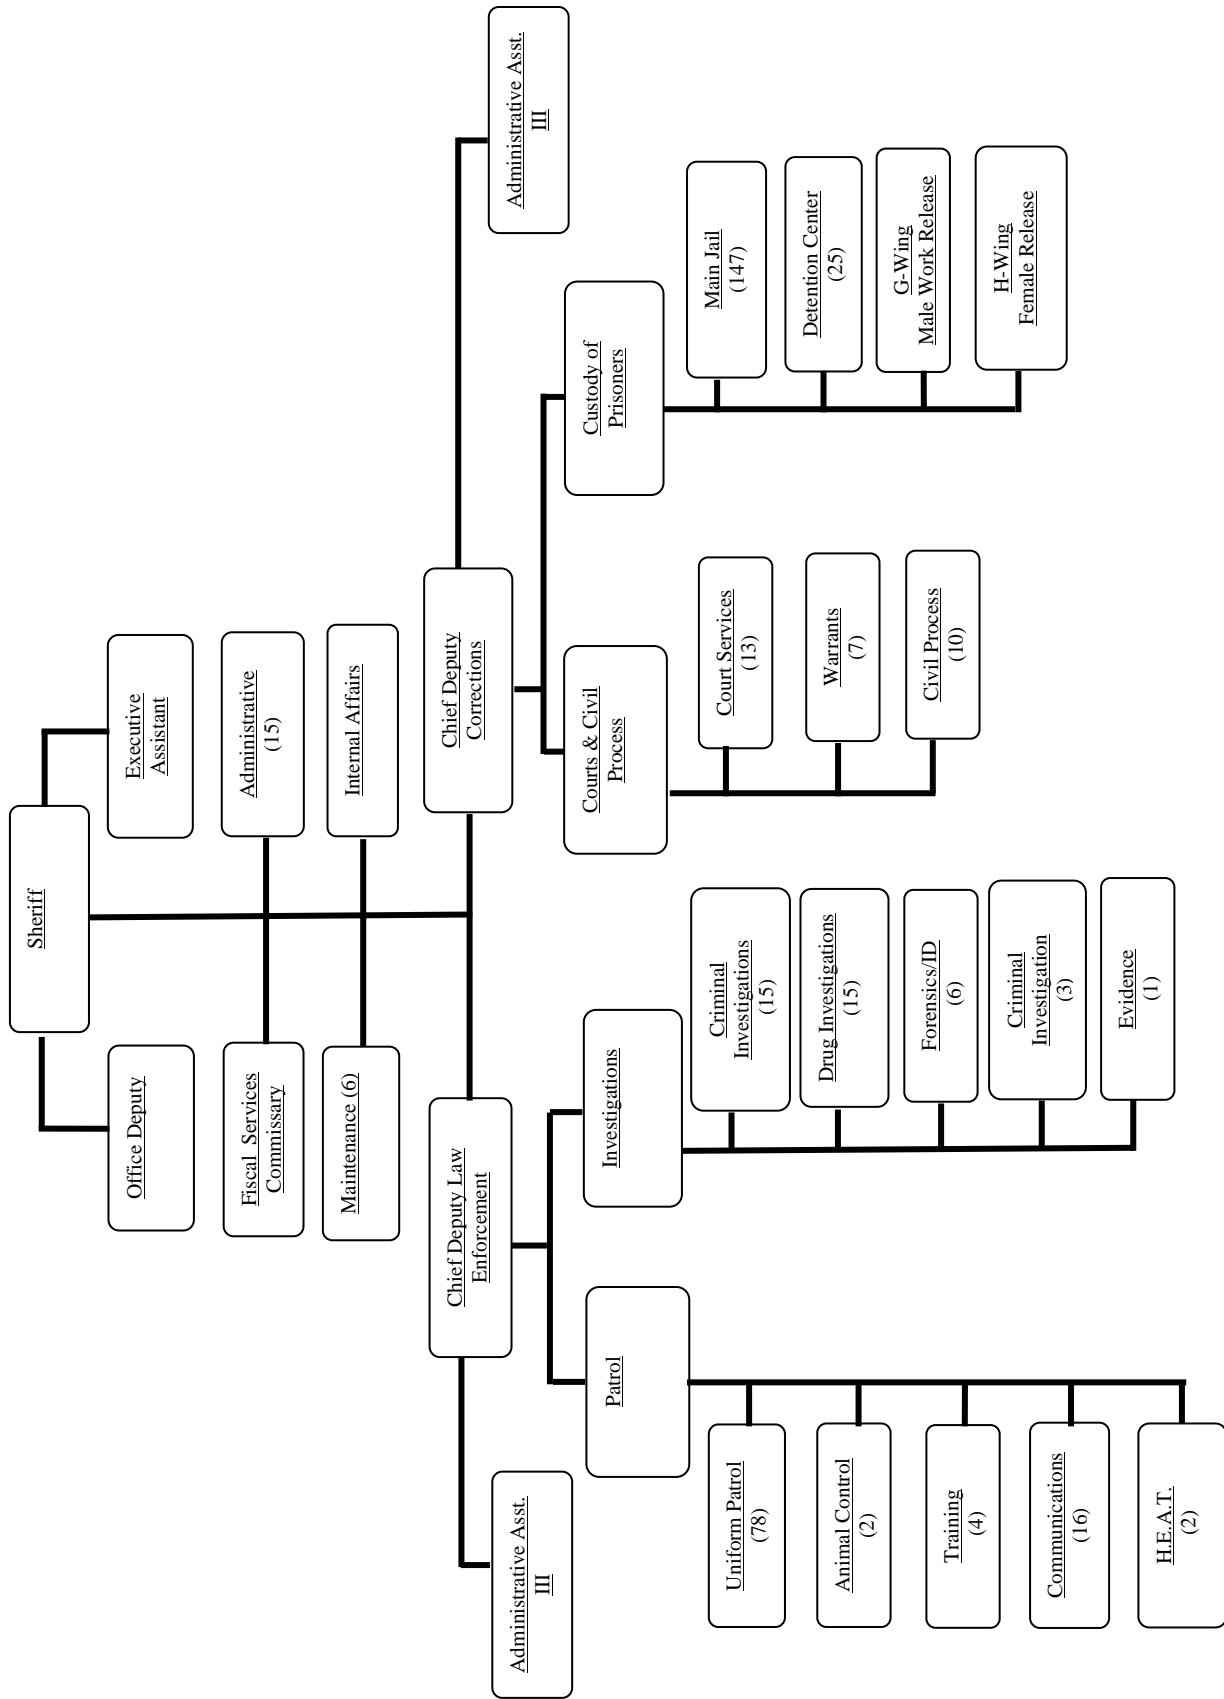 Sheriff
Office Deputy
Executive
Assistant
Fiscal Services
Commissary
Administrative
(15)
Maintenance (6)
Internal Affairs
Chief Deputy Law
Enforcement
Chief Deputy
Corrections
Administrative Asst.
III
Administrative Asst.
III
Patrol
Investigations
Courts & Civil
Process
Custody of
Prisoners
Uniform Patrol
(78)
Animal Control
(2)
Training
(4)
Communications
(16)
H.E.A.T.
(2)
Criminal
Investigations
(15)
Drug Investigations
(15)
Forensics/ID
(6)
Criminal
Investigation
(3)
Evidence
(1)
Court Services
(13)
Warrants
(7)
Civil Process
(10)
Main Jail
(147)
Detention Center
(25)
G-Wing
Male Work Release
H-Wing
Female Release